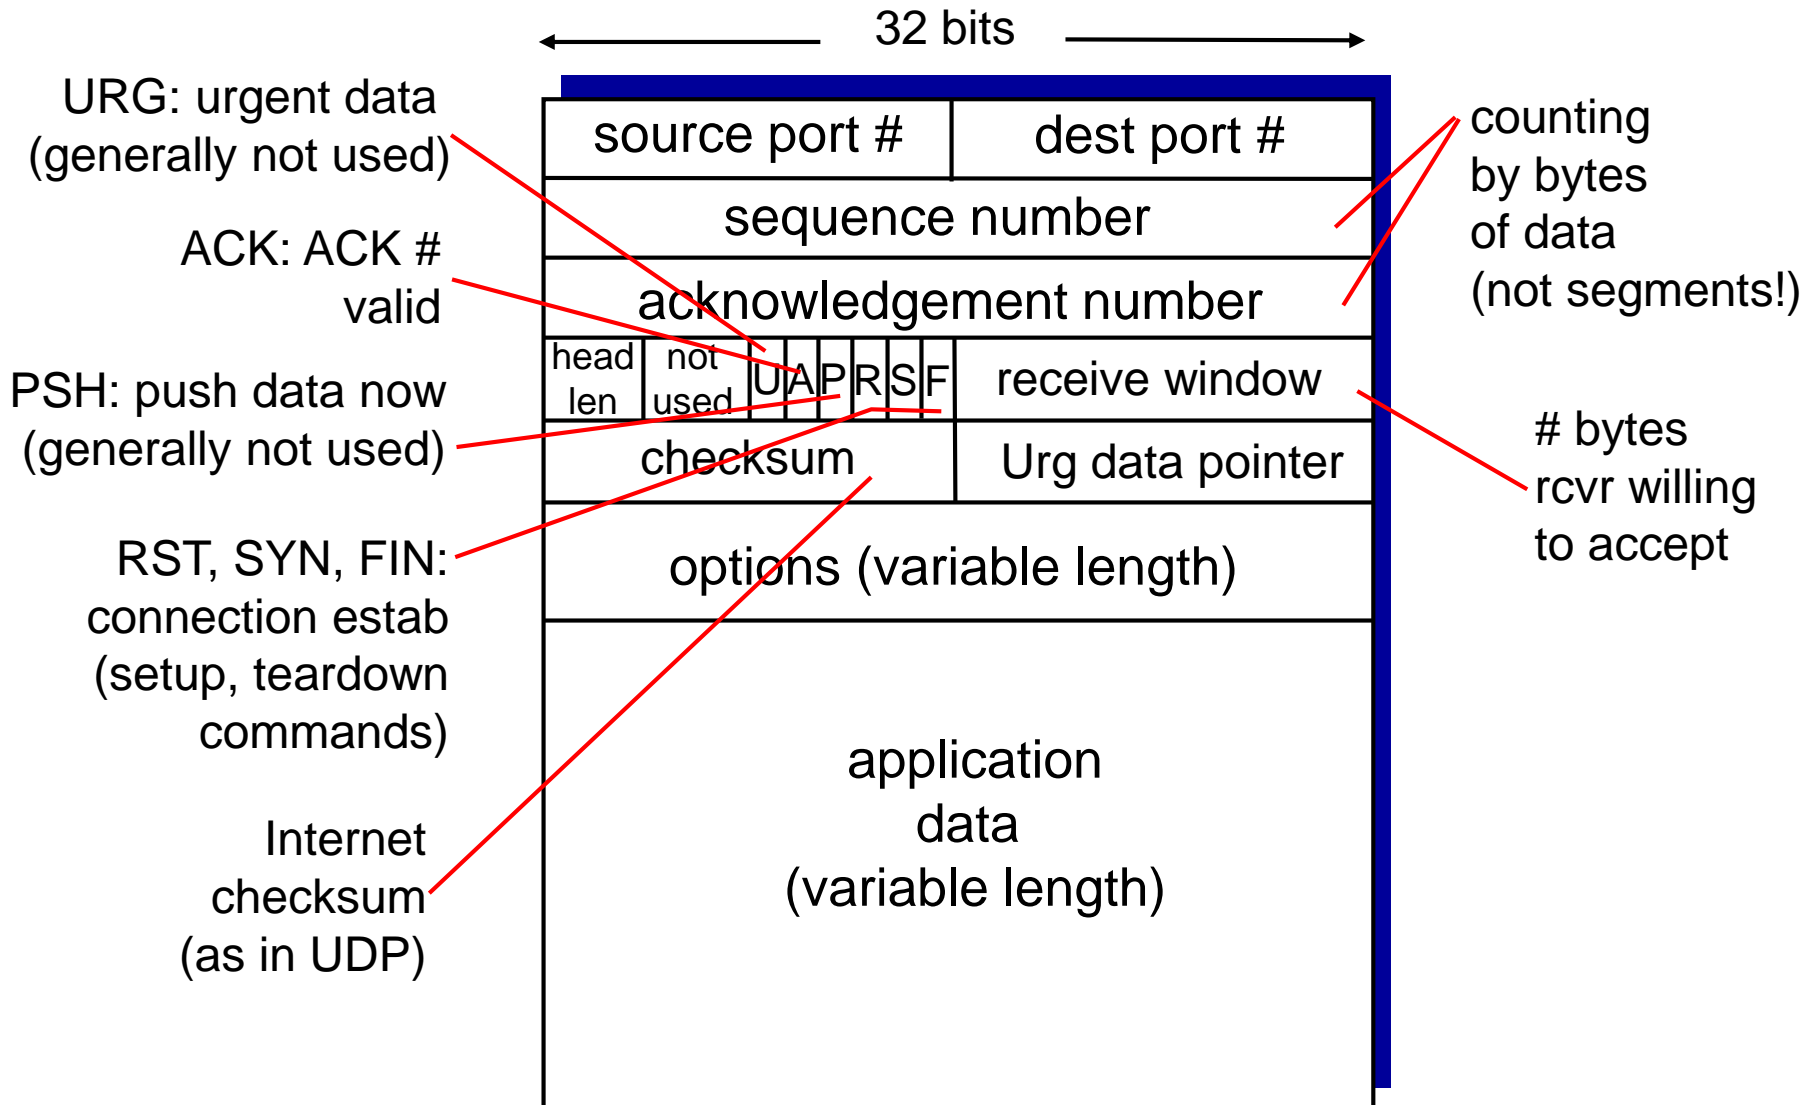 32 bits
URG: urgent data
(generally not used)
ACK: ACK #
valid
PSH: push data now
(generally not used)
RST, SYN, FIN:
connection estab
(setup, teardown
commands)
Internet
checksum
(as in UDP)
source port #
dest port #
sequence number
acknowledgement number
head
len
not
used
U
A
P
R
S
F
receive window
checksum
Urg data pointer
options (variable length)
application
data
(variable length)
counting
by bytes
of data
(not segments!)
# bytes
rcvr willing
to accept